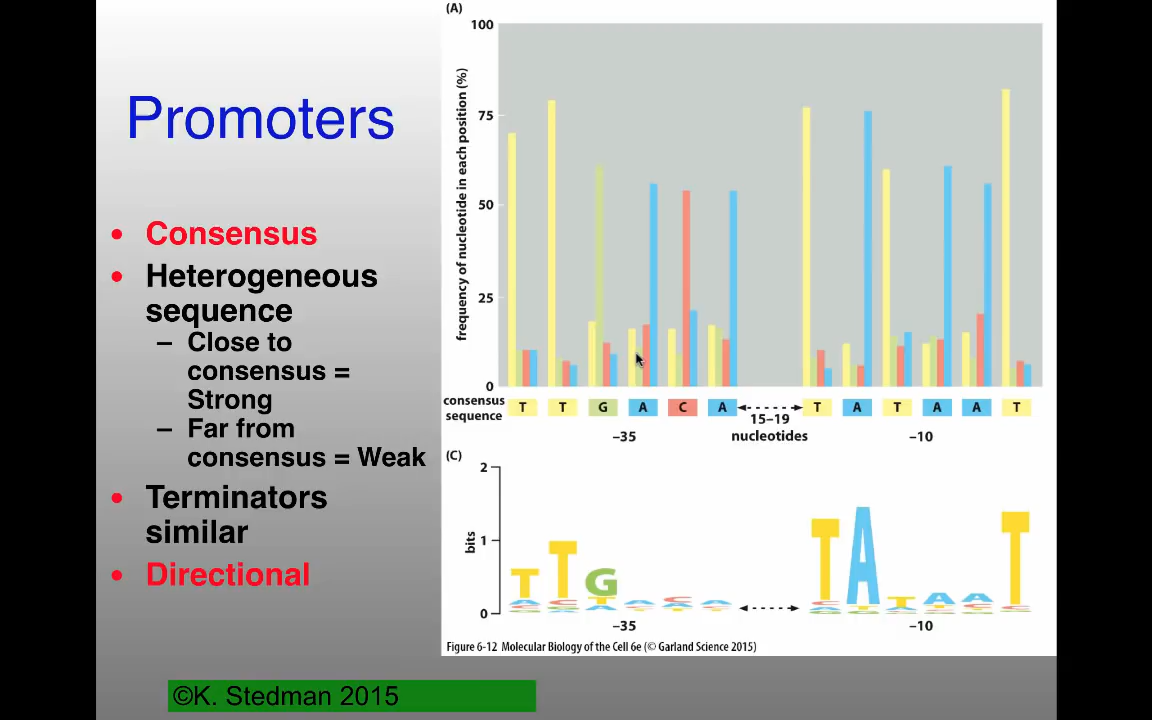 Promoters
• Consensus
• Heterogeneous
sequence
– Close to
consensus =
Strong
– Far from
consensus = Weak
• Terminators
similar
• Directional
©K. Stedman 2015
(A)
100
75
50
25
0
frequency of nucleotide in each position (%)
consensus
sequence
T T G A C A T A T A A T
15–19
nucleotides
–35 –10
(C)
2
1
0
bits
T T G T A T A A T
–35 –10
Figure 6-12 Molecular Biology of the Cell 6e (© Garland Science 2015)